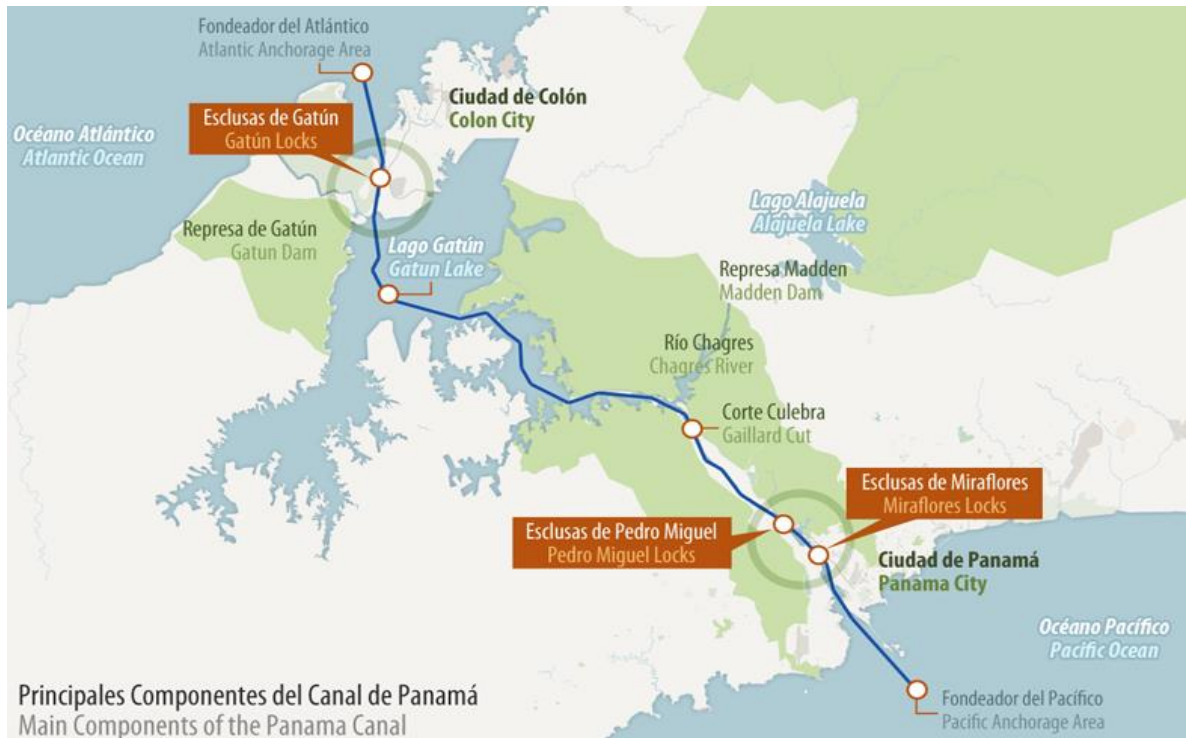 Fondeador del Atlántico
Atlantic Anchorage Area
Ciudad de Colón
Colon City
Esclusas de Gatún
Gatún Locks
Océano Atlántico
Atlantic Ocean
Lago Alajuela
Alajuela Lake
Represa de Gatún
Gatun Dam
Lago Gatún
Gatun Lake
Represa Madden
Madden Dam
Río Chagres
Chagres River
Corte Culebra
Gaillard Cut
Esclusas de Miraflores
Miraflores Locks
Esclusas de Pedro Miguel
Pedro Miguel Locks
Ciudad de Panamá
Panama City
Océano Pacífico
Pacific Ocean
Principales Componentes del Canal de Panamá
Main Components of the Panama Canal
Fondeador del Pacífico
Pacific Anchorage Area